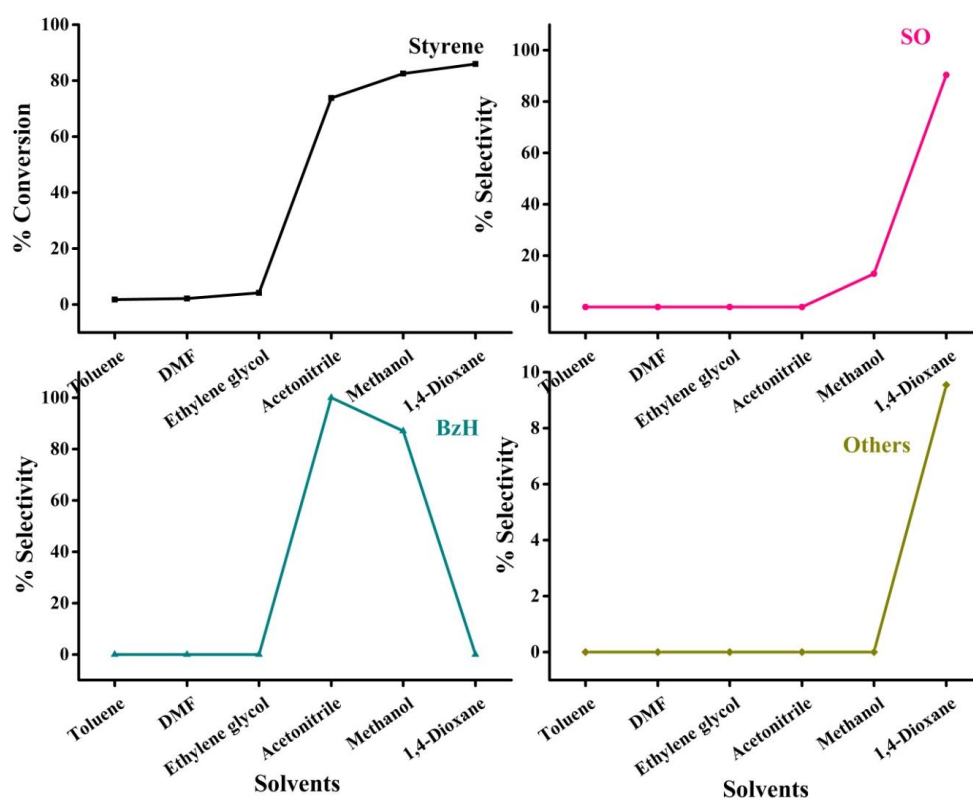 100
80
60
40
20
0
% Conversion
Styrene
Toluene
DMF
Ethylene glycol
Acetonitrile
Methanol
1,4-Dioxane
100
80
60
40
20
0
% Selectivity
SO
Toluene
DMF
Ethylene glycol
Acetonitrile
Methanol
1,4-Dioxane
100
80
60
40
20
0
% Selectivity
BzH
Toluene
DMF
Ethylene glycol
Acetonitrile
Methanol
1,4-Dioxane
Solvents
10
8
6
4
2
0
% Selectivity
Others
Toluene
DMF
Ethylene glycol
Acetonitrile
Methanol
1,4-Dioxane
Solvents